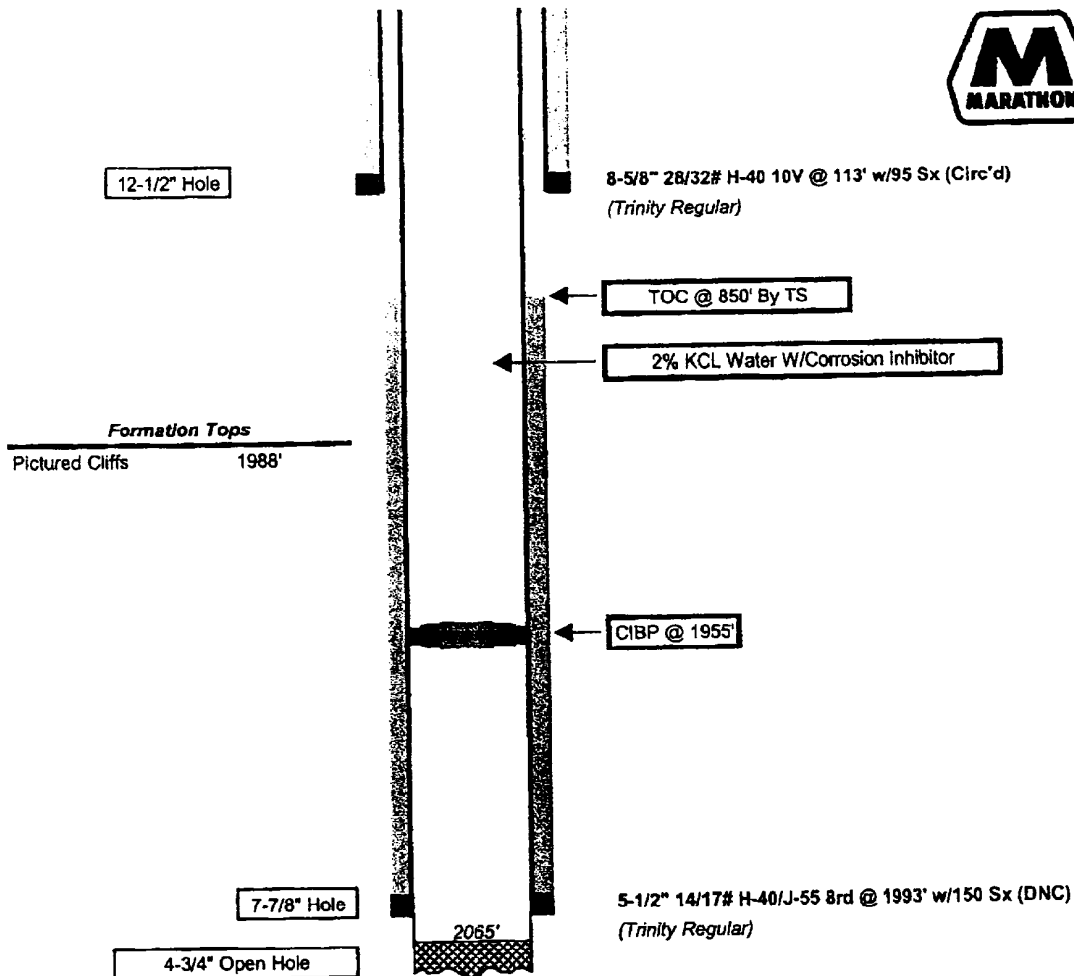 M
MARATHON
12-1/2" Hole
8-5/8" 28/32# H-40 10V @ 113' w/95 Sx (Circ'd)
(Trinity Regular)
TOC @ 850' By TS
2% KCL Water W/Corrosion Inhibitor
Formation Tops
Pictured Cliffs 1988'
CIBP @ 1955'
7-7/8" Hole
5-1/2" 14/17# H-40/J-55 8rd @ 1993' w/150 Sx (DNC)
(Trinity Regular)
2065'
4-3/4" Open Hole